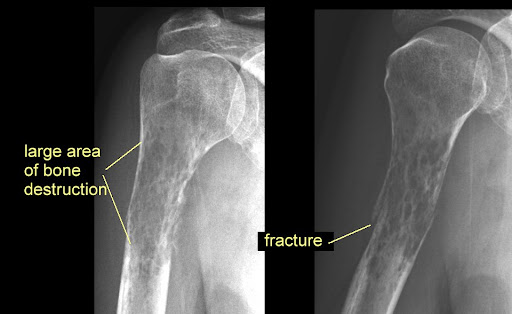 large area
of bone
destruction
fracture